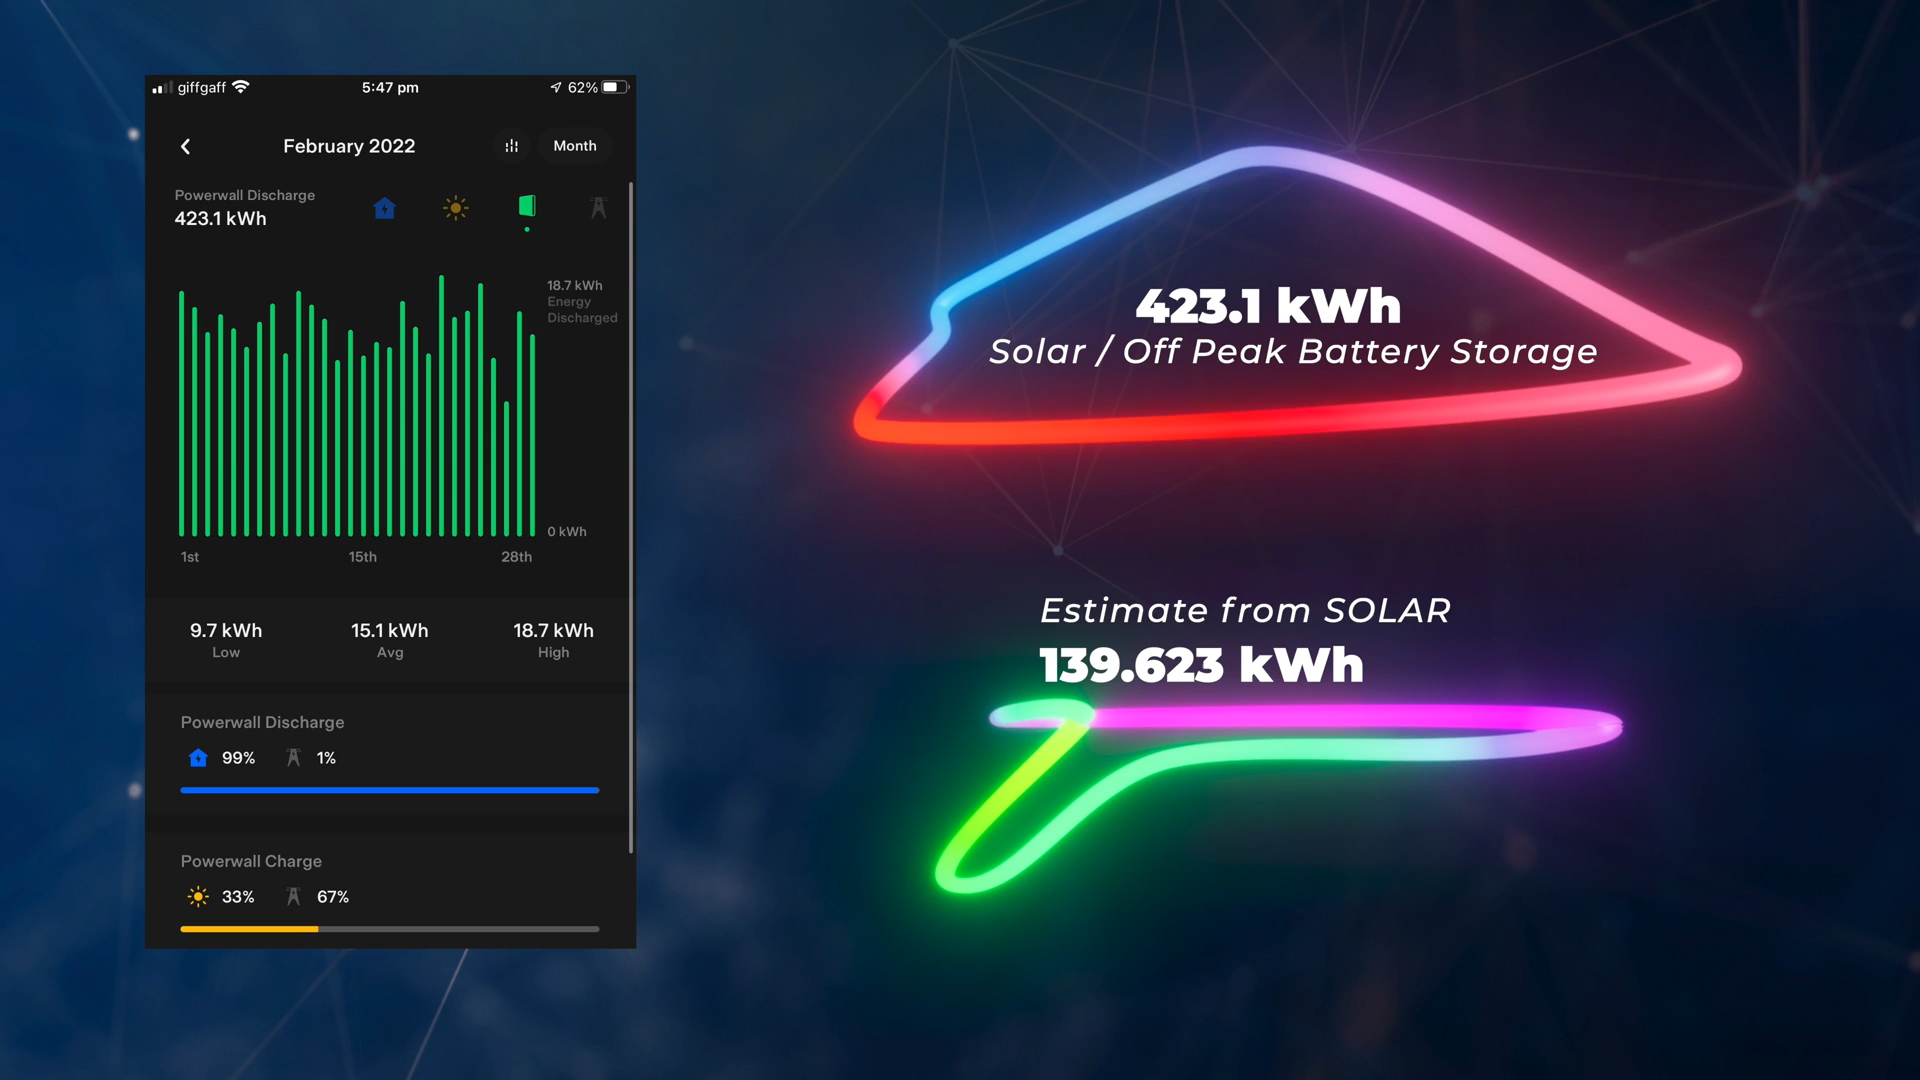 giffgaff
5:47 pm
62%
February 2022
Month
Powerwall Discharge
423.1 kWh
18.7 kWh
Energy
Discharged
0 kWh
1st
15th
28th
9.7 kWh
Low
15.1 kWh
Avg
18.7 kWh
High
Powerwall Discharge
99%
1%
Powerwall Charge
33%
67%
423.1 kWh
Solar / Off Peak Battery Storage
Estimate from SOLAR
139.623 kWh